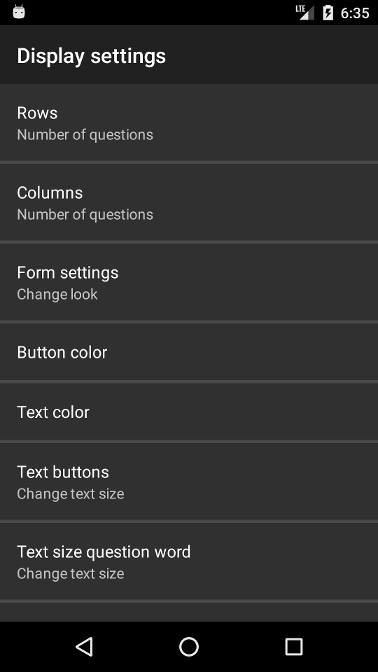 LTE 6:35
Display settings
Rows
Number of questions
Columns
Number of questions
Form settings
Change look
Button color
Text color
Text buttons
Change text size
Text size question word
Change text size